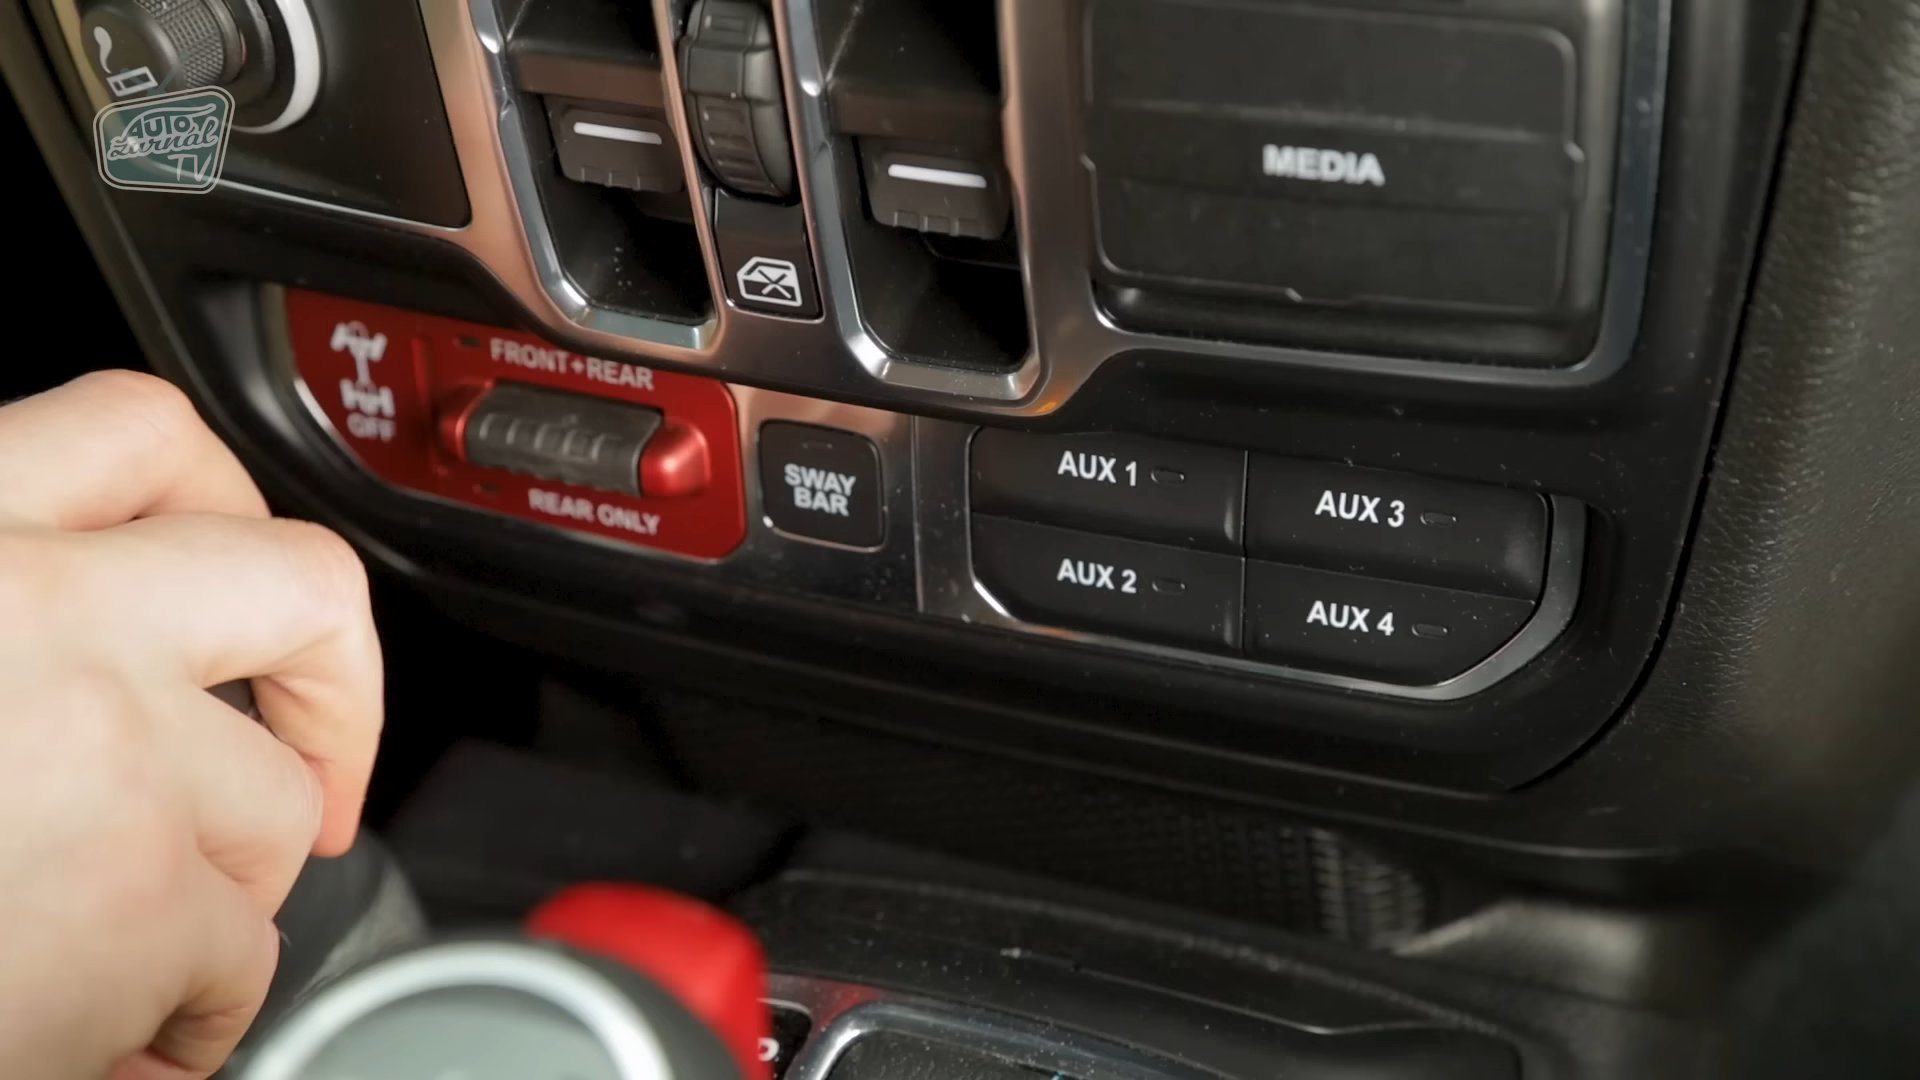 AUTO
žurnal
TV
MEDIA
FRONT+REAR
OFF
REAR ONLY
SWAY
BAR
AUX 1
AUX 2
AUX 3
AUX 4